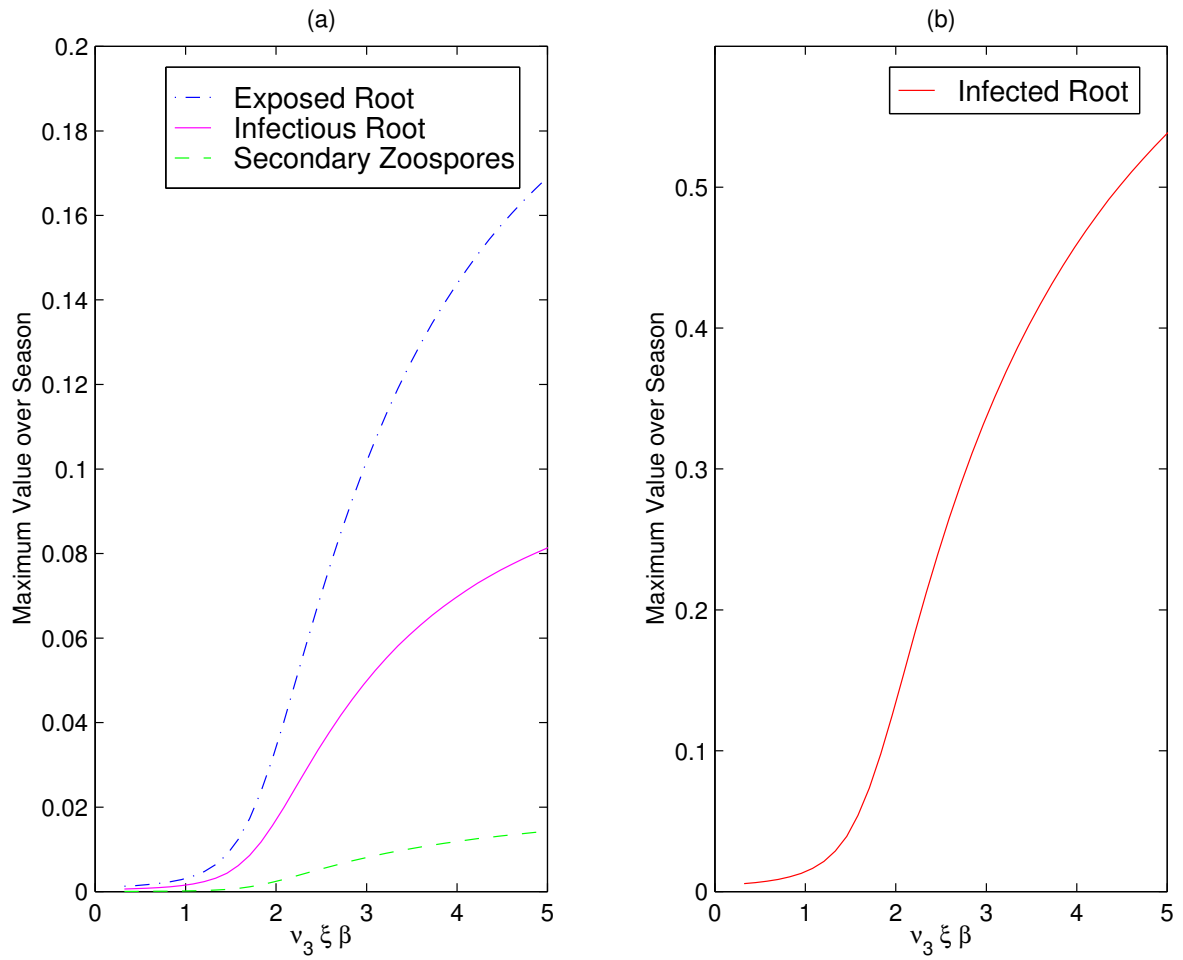 (a)
Exposed Root
Infectious Root
Secondary Zoospores
Maximum Value over Season
0.2
0.18
0.16
0.14
0.12
0.1
0.08
0.06
0.04
0.02
0
0 1 2 3 4 5
ν3 ξ β
(b)
Infected Root
Maximum Value over Season
0.5
0.4
0.3
0.2
0.1
0
0 1 2 3 4 5
ν3 ξ β